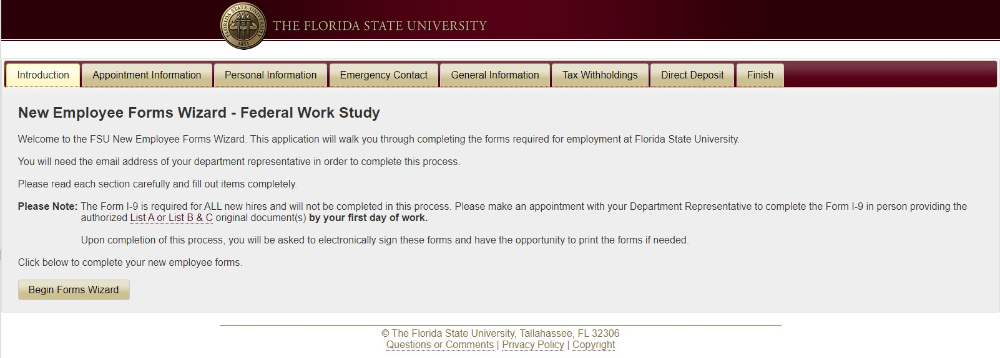 FLORIDA STATE UNIVERSITY
1851
THE FLORIDA STATE UNIVERSITY
Introduction
Appointment Information
Personal Information
Emergency Contact
General Information
Tax Withholdings
Direct Deposit
Finish
New Employee Forms Wizard - Federal Work Study
Welcome to the FSU New Employee Forms Wizard. This application will walk you through completing the forms required for employment at Florida State University.
You will need the email address of your department representative in order to complete this process.
Please read each section carefully and fill out items completely.
Please Note: The Form I-9 is required for ALL new hires and will not be completed in this process. Please make an appointment with your Department Representative to complete the Form I-9 in person providing the
authorized List A or List B & C original document(s) by your first day of work.
Upon completion of this process, you will be asked to electronically sign these forms and have the opportunity to print the forms if needed.
Click below to complete your new employee forms.
Begin Forms Wizard
© The Florida State University, Tallahassee, FL 32306
Questions or Comments | Privacy Policy | Copyright